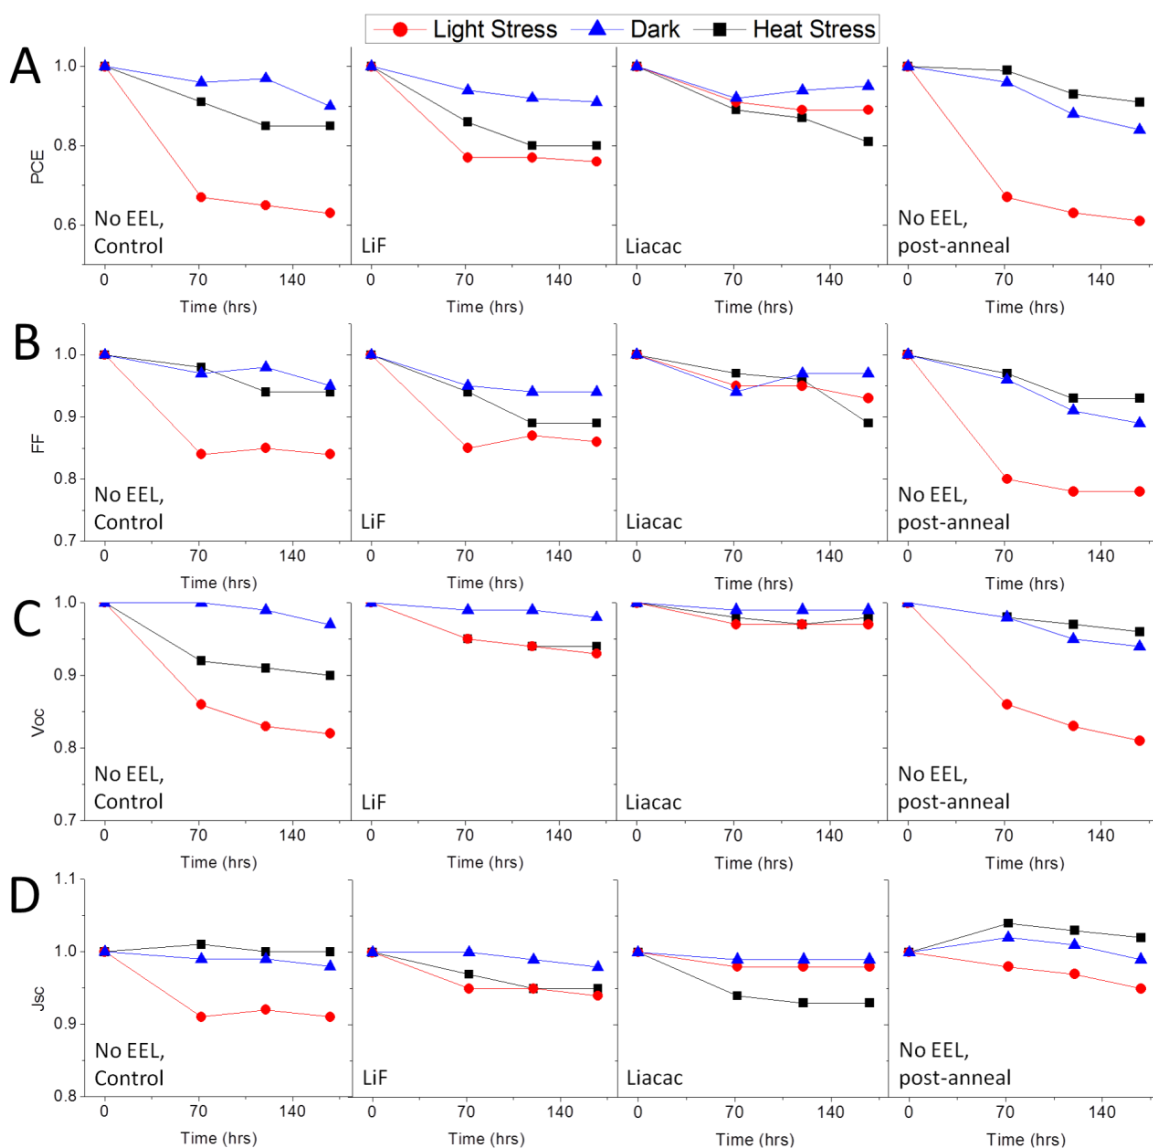 Light Stress Dark Heat Stress
A
1.0
0.8
0.6
PCE
No EEL,
Control
LiF
Liacac
No EEL,
post-anneal
0 70 140 0 70 140 0 70 140 0 70 140
Time (hrs) Time (hrs) Time (hrs) Time (hrs)
B
1.0
0.9
0.8
0.7
FF
No EEL,
Control
LiF
Liacac
No EEL,
post-anneal
0 70 140 0 70 140 0 70 140 0 70 140
Time (hrs) Time (hrs) Time (hrs) Time (hrs)
C
1.0
0.9
0.8
0.7
Voc
No EEL,
Control
LiF
Liacac
No EEL,
post-anneal
0 70 140 0 70 140 0 70 140 0 70 140
Time (hrs) Time (hrs) Time (hrs) Time (hrs)
D
1.1
1.0
0.9
0.8
Jsc
No EEL,
Control
LiF
Liacac
No EEL,
post-anneal
0 70 140 0 70 140 0 70 140 0 70 140
Time (hrs) Time (hrs) Time (hrs) Time (hrs)